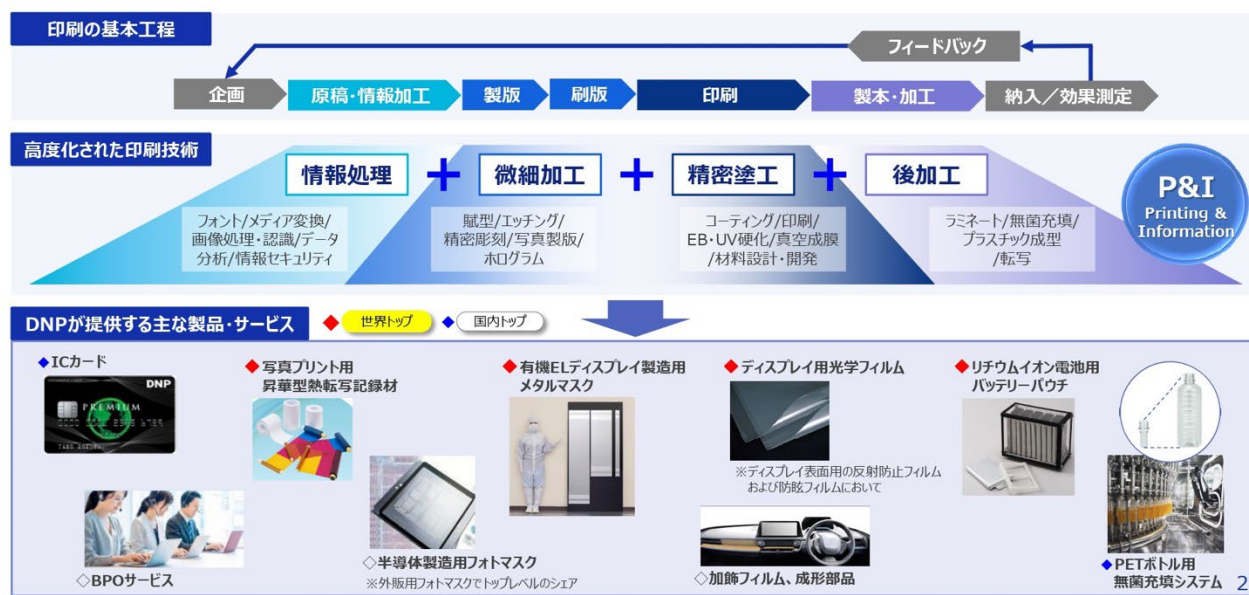 印刷の基本工程
フィードバック
企画
原稿・情報加工
製版
刷版
印刷
製本・加工
納入／効果測定
高度化された印刷技術
情報処理
＋
微細加工
＋
精密塗工
＋
後加工
フォント/メディア変換/
画像処理・認識/データ
分析/情報セキュリティ
賦型/エッチング/
精密彫刻/写真製版/
ホログラム
コーティング/印刷/
EB・UV硬化/真空成膜
/材料設計・開発
ラミネート/無菌充填/
プラスチック成型
/転写
P&I
Printing &
Information
DNPが提供する主な製品・サービス
◆ 世界トップ
◆ 国内トップ
◆ICカード
DNP
PREMIUM
◇BPOサービス
◆写真プリント用
昇華型熱転写記録材
◇半導体製造用フォトマスク
※外販用フォトマスクでトップレベルのシェア
◆有機ELディスプレイ製造用
メタルマスク
◆ディスプレイ用光学フィルム
※ディスプレイ表面用の反射防止フィルム
および防眩フィルムにおいて
◇加飾フィルム、成形部品
◆リチウムイオン電池用
バッテリーパウチ
◆PETボトル用
無菌充填システム
2